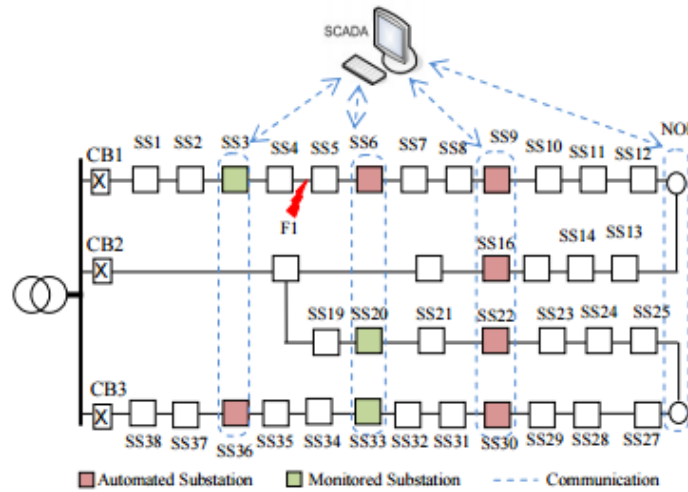 SCADA
SS1 SS2 SS3 SS4 SS5 SS6 SS7 SS8 SS9 SS10 SS11 SS12
CB1 X
F1
CB2 X
SS16 SS14 SS13
SS19 SS20 SS21 SS22 SS23 SS24 SS25
CB3 X
SS38 SS37 SS36 SS35 SS34 SS33 SS32 SS31 SS30 SS29 SS28 SS27
Automated Substation Monitored Substation Communication